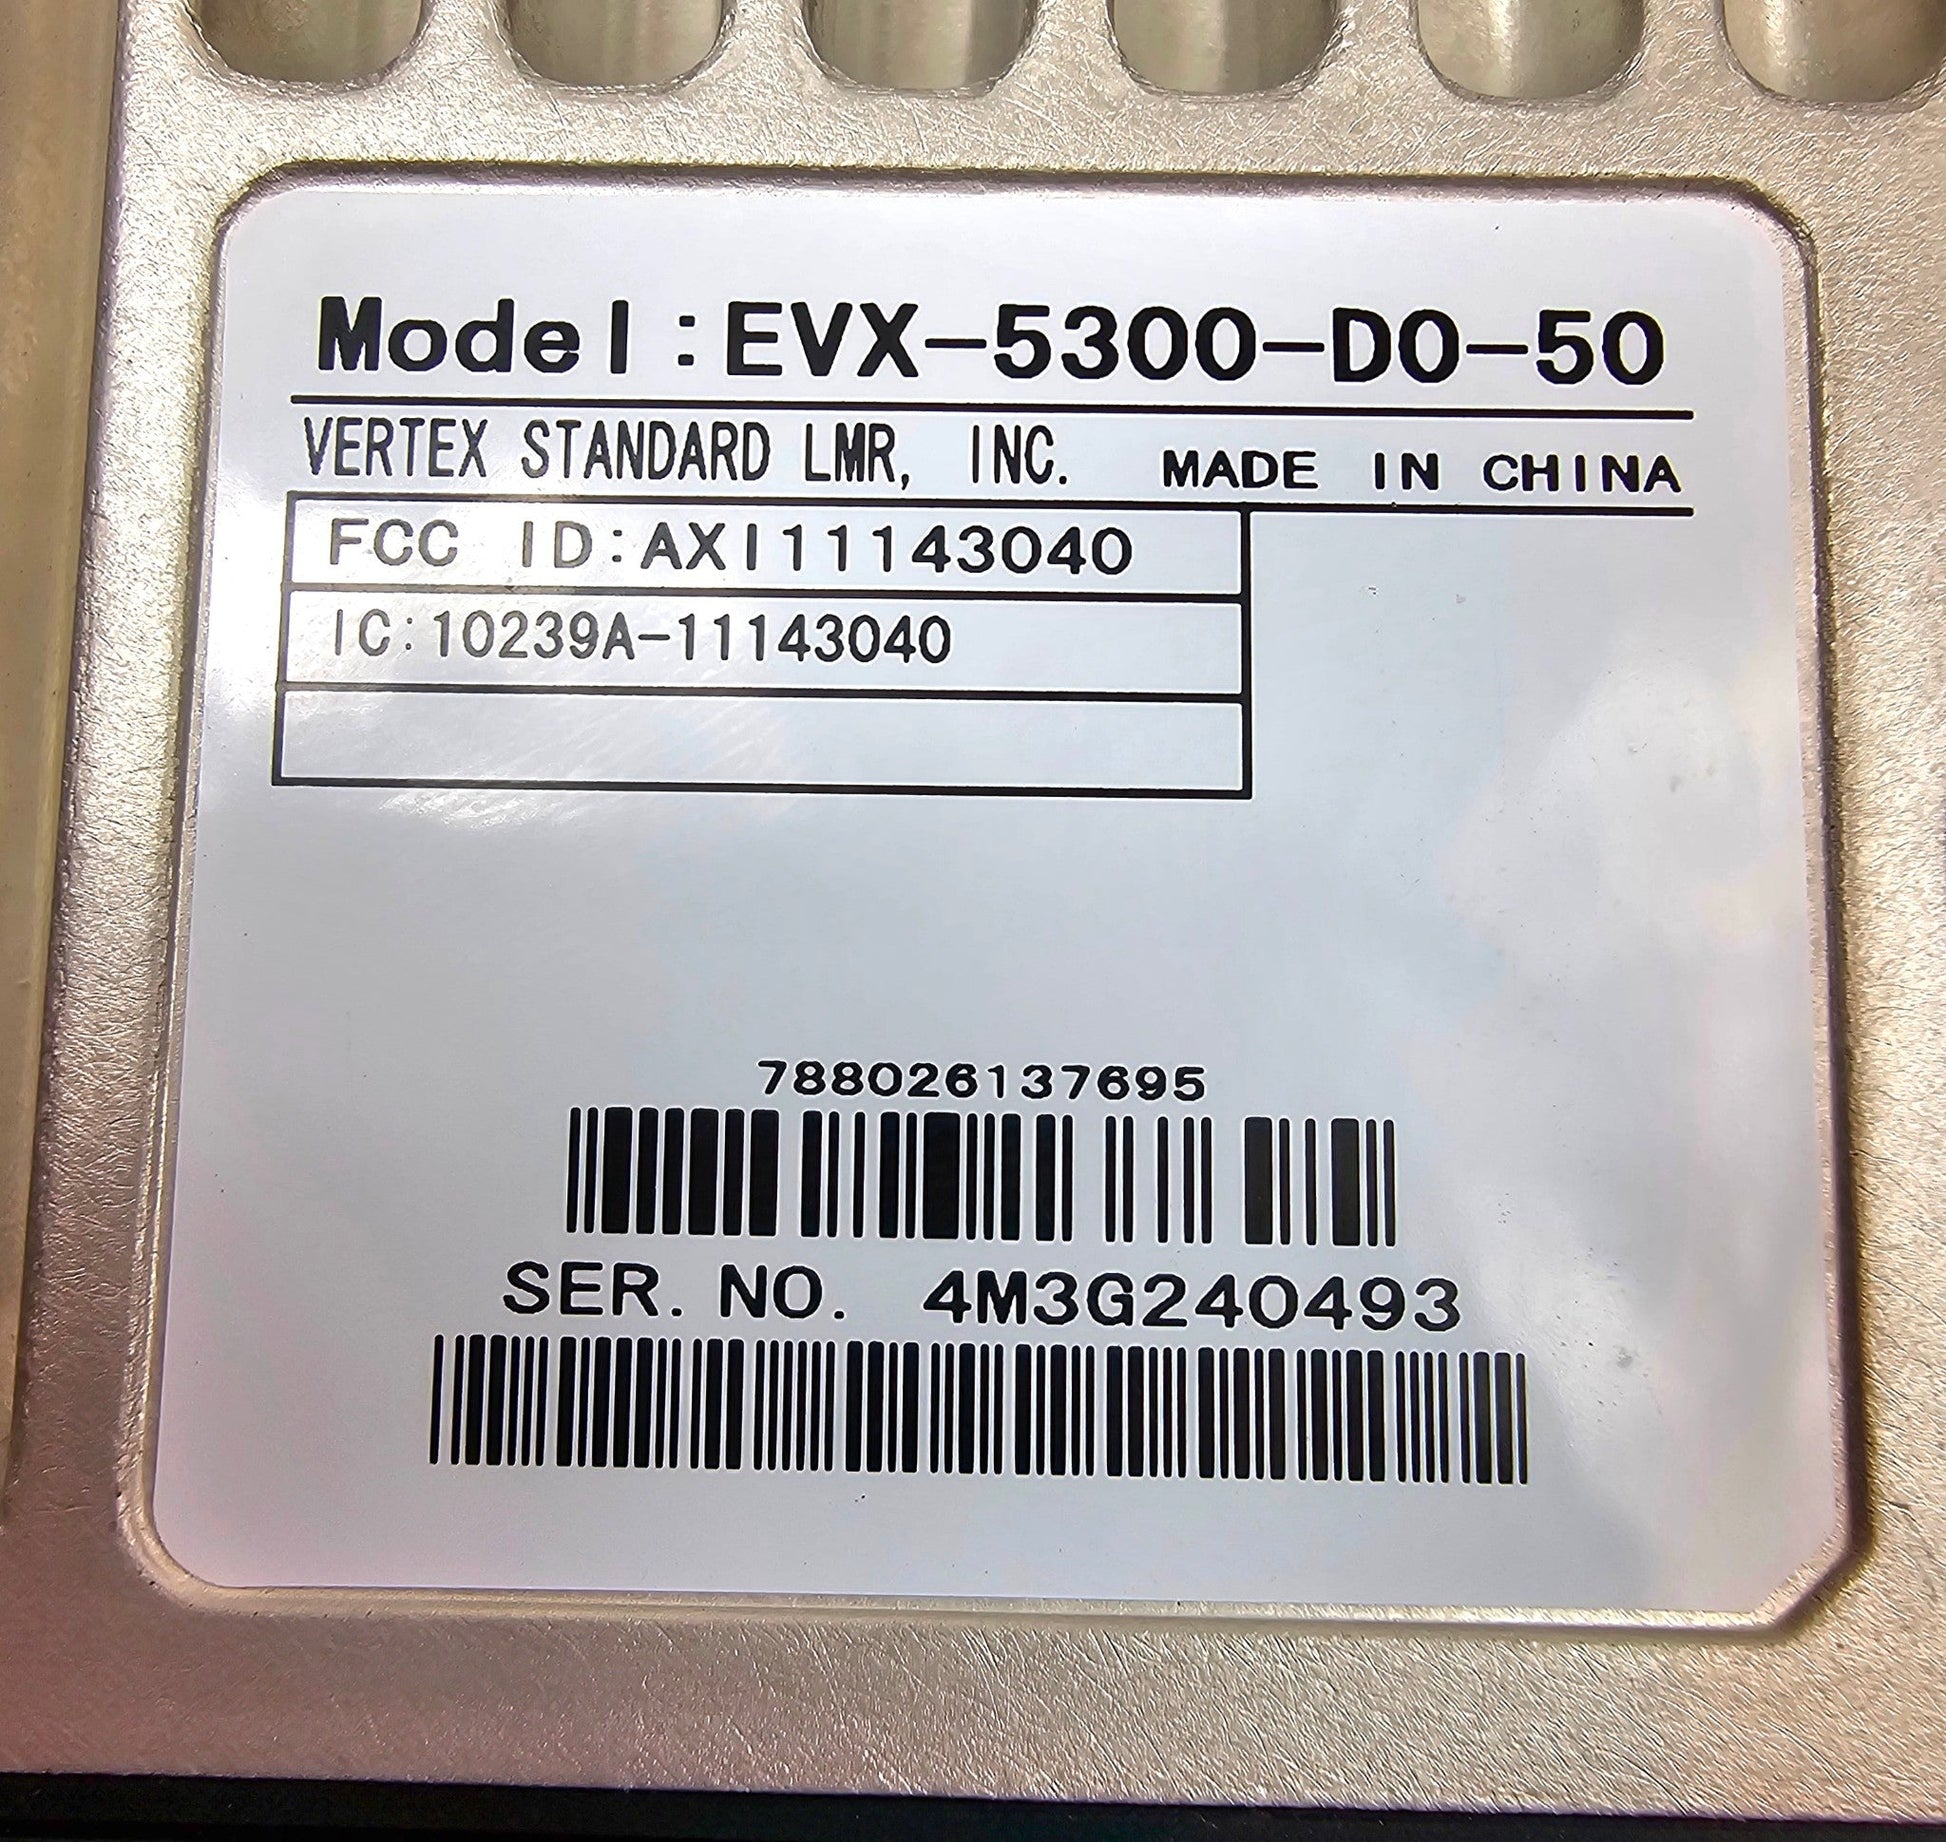 Model:EVX-5300-D0-50
VERTEX STANDARD LMR, INC. MADE IN CHINA
FCC ID:AXI11143040
IC:10239A-11143040
788026137695
SER. NO. 4M3G240493